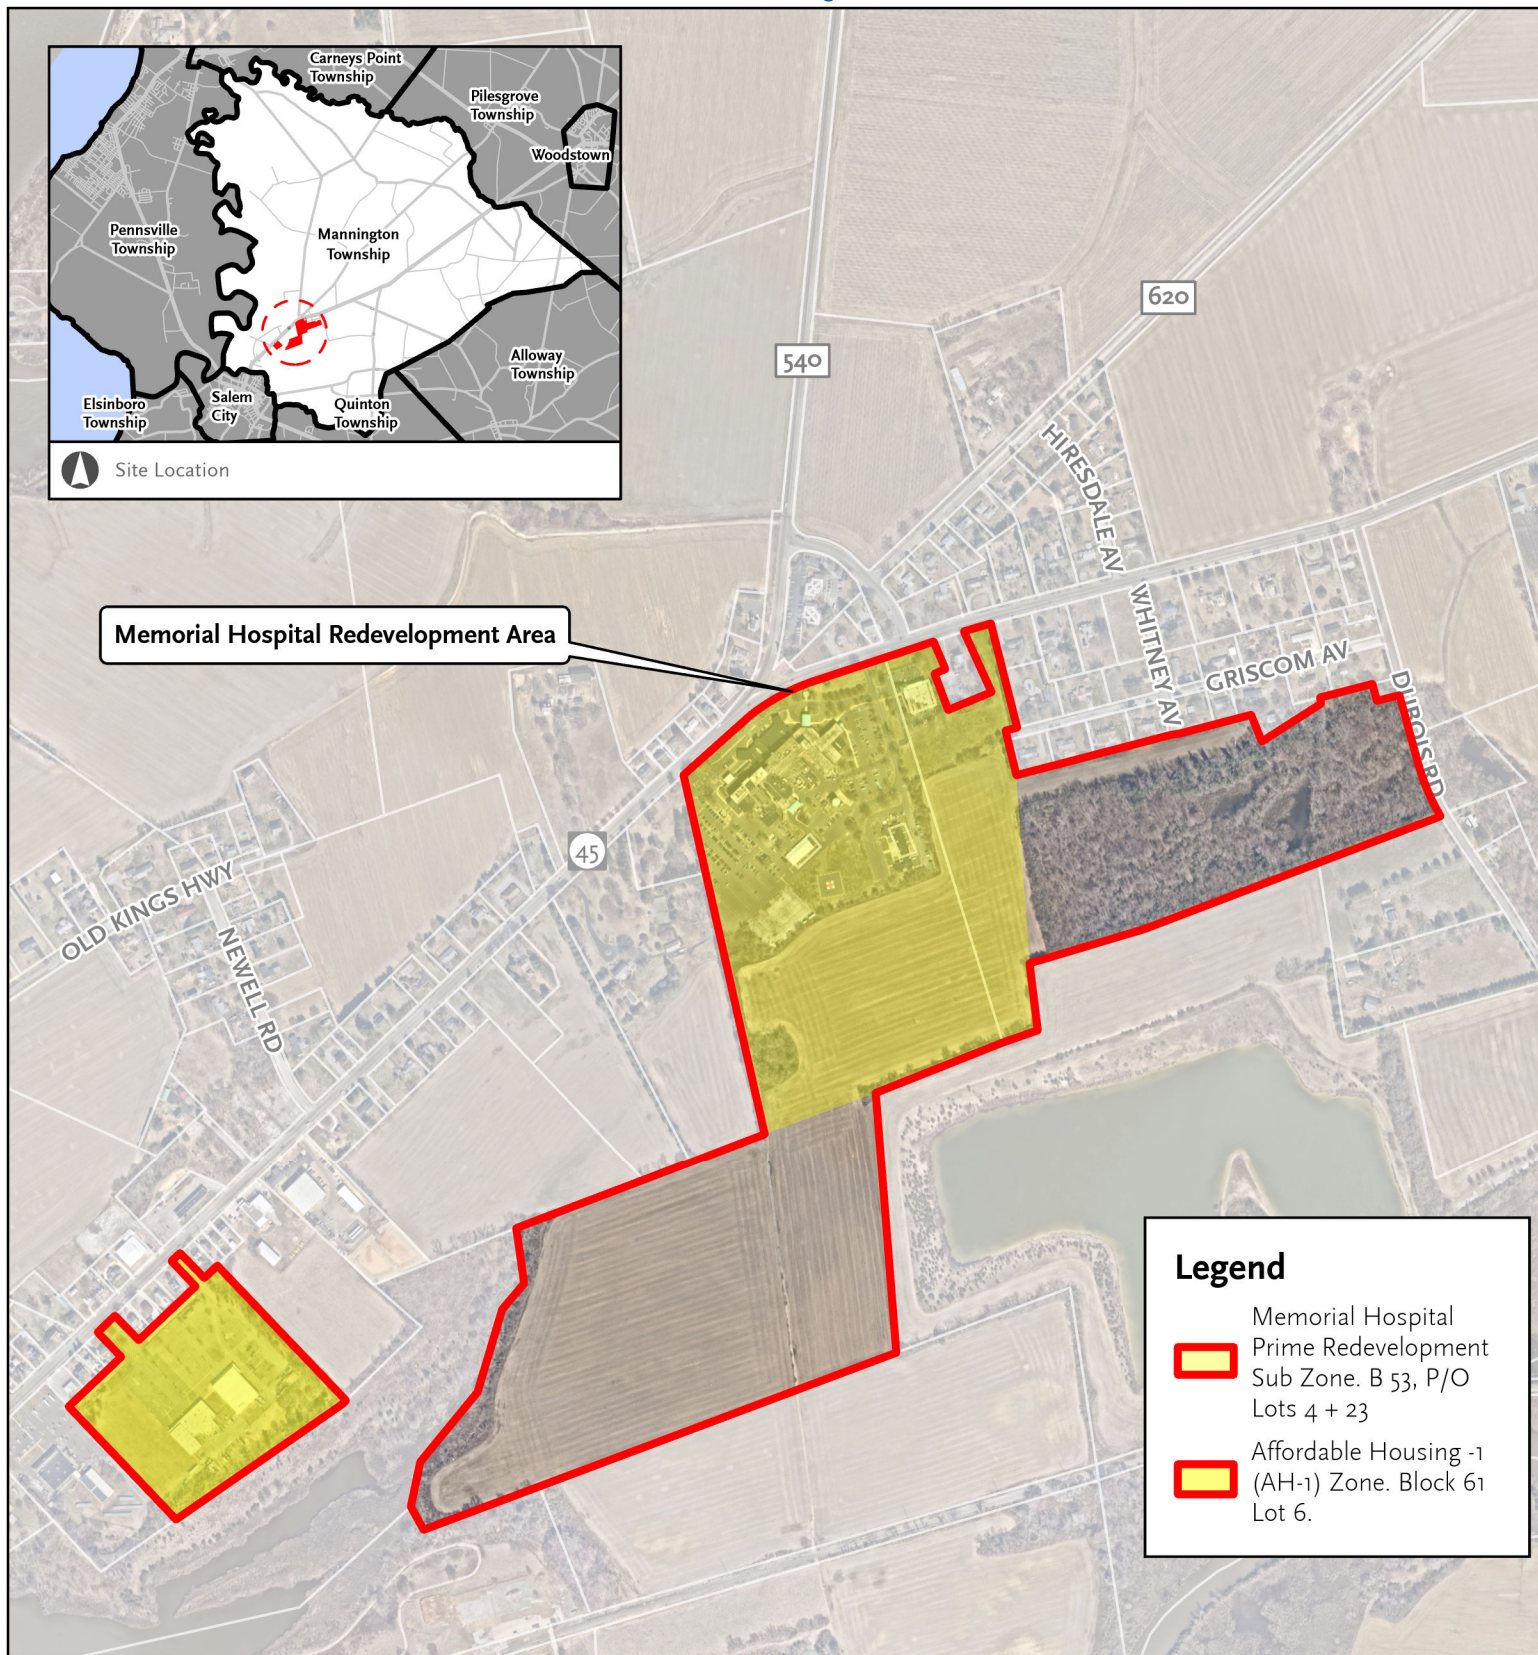 Carneys Point
Township
Pilesgrove
Township
Woodstown
Pennsville
Township
Mannington
Township
Alloway
Township
Elsinboro
Township
Salem
City
Quinton
Township
Site Location
620
540
HIRESDALE AV
WHITNEY AV
GRISCOM AV
DUBOIS RD
Memorial Hospital Redevelopment Area
45
OLD KINGS HWY
NEWELL RD
Legend
Memorial Hospital
Prime Redevelopment
Sub Zone. B 53, P/O
Lots 4 + 23
Affordable Housing -1
(AH-1) Zone. Block 61
Lot 6.